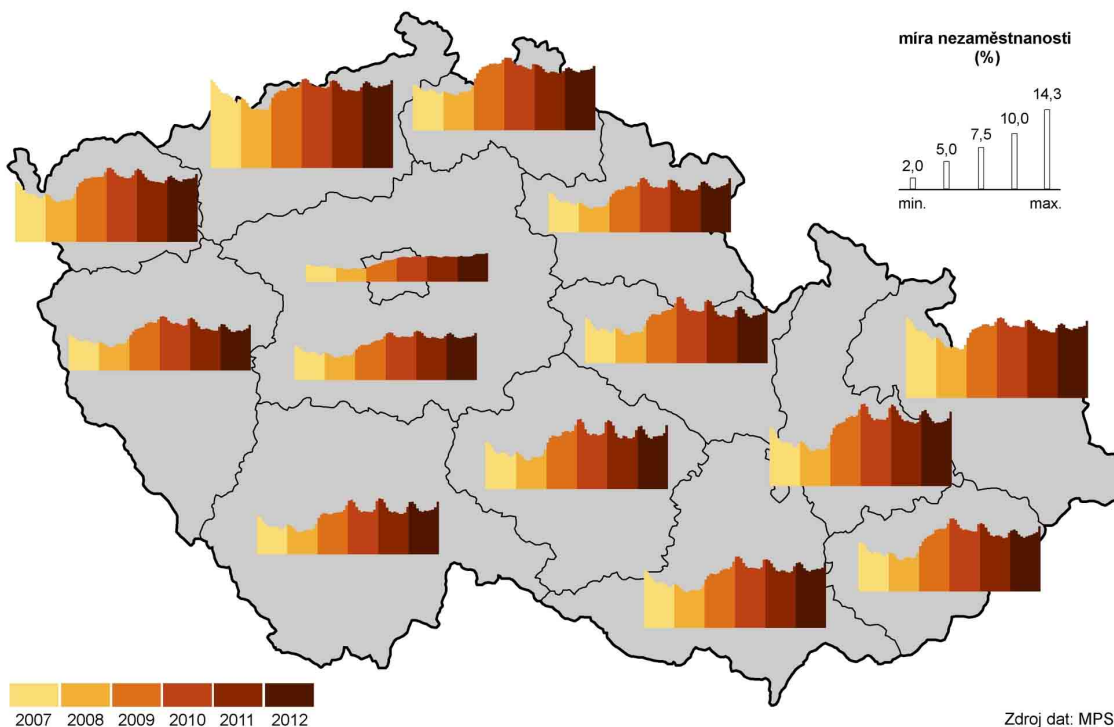 míra nezaměstnanosti
(%)
14,3
10,0
7,5
5,0
2,0
min.
max.
2007 2008 2009 2010 2011 2012
Zdroj dat: MPS